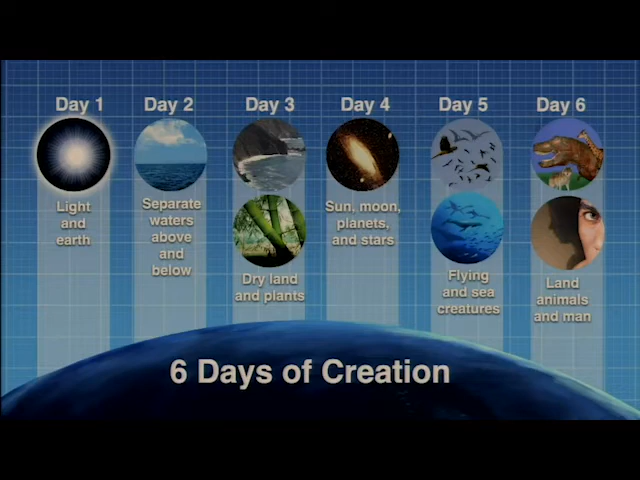 Day 1
Light
and
earth
Day 2
Separate
waters
above
and
below
Day 3
Dry land
and plants
Day 4
Sun, moon,
planets,
and stars
Day 5
Flying
and sea
creatures
Day 6
Land
animals
and man
6 Days of Creation